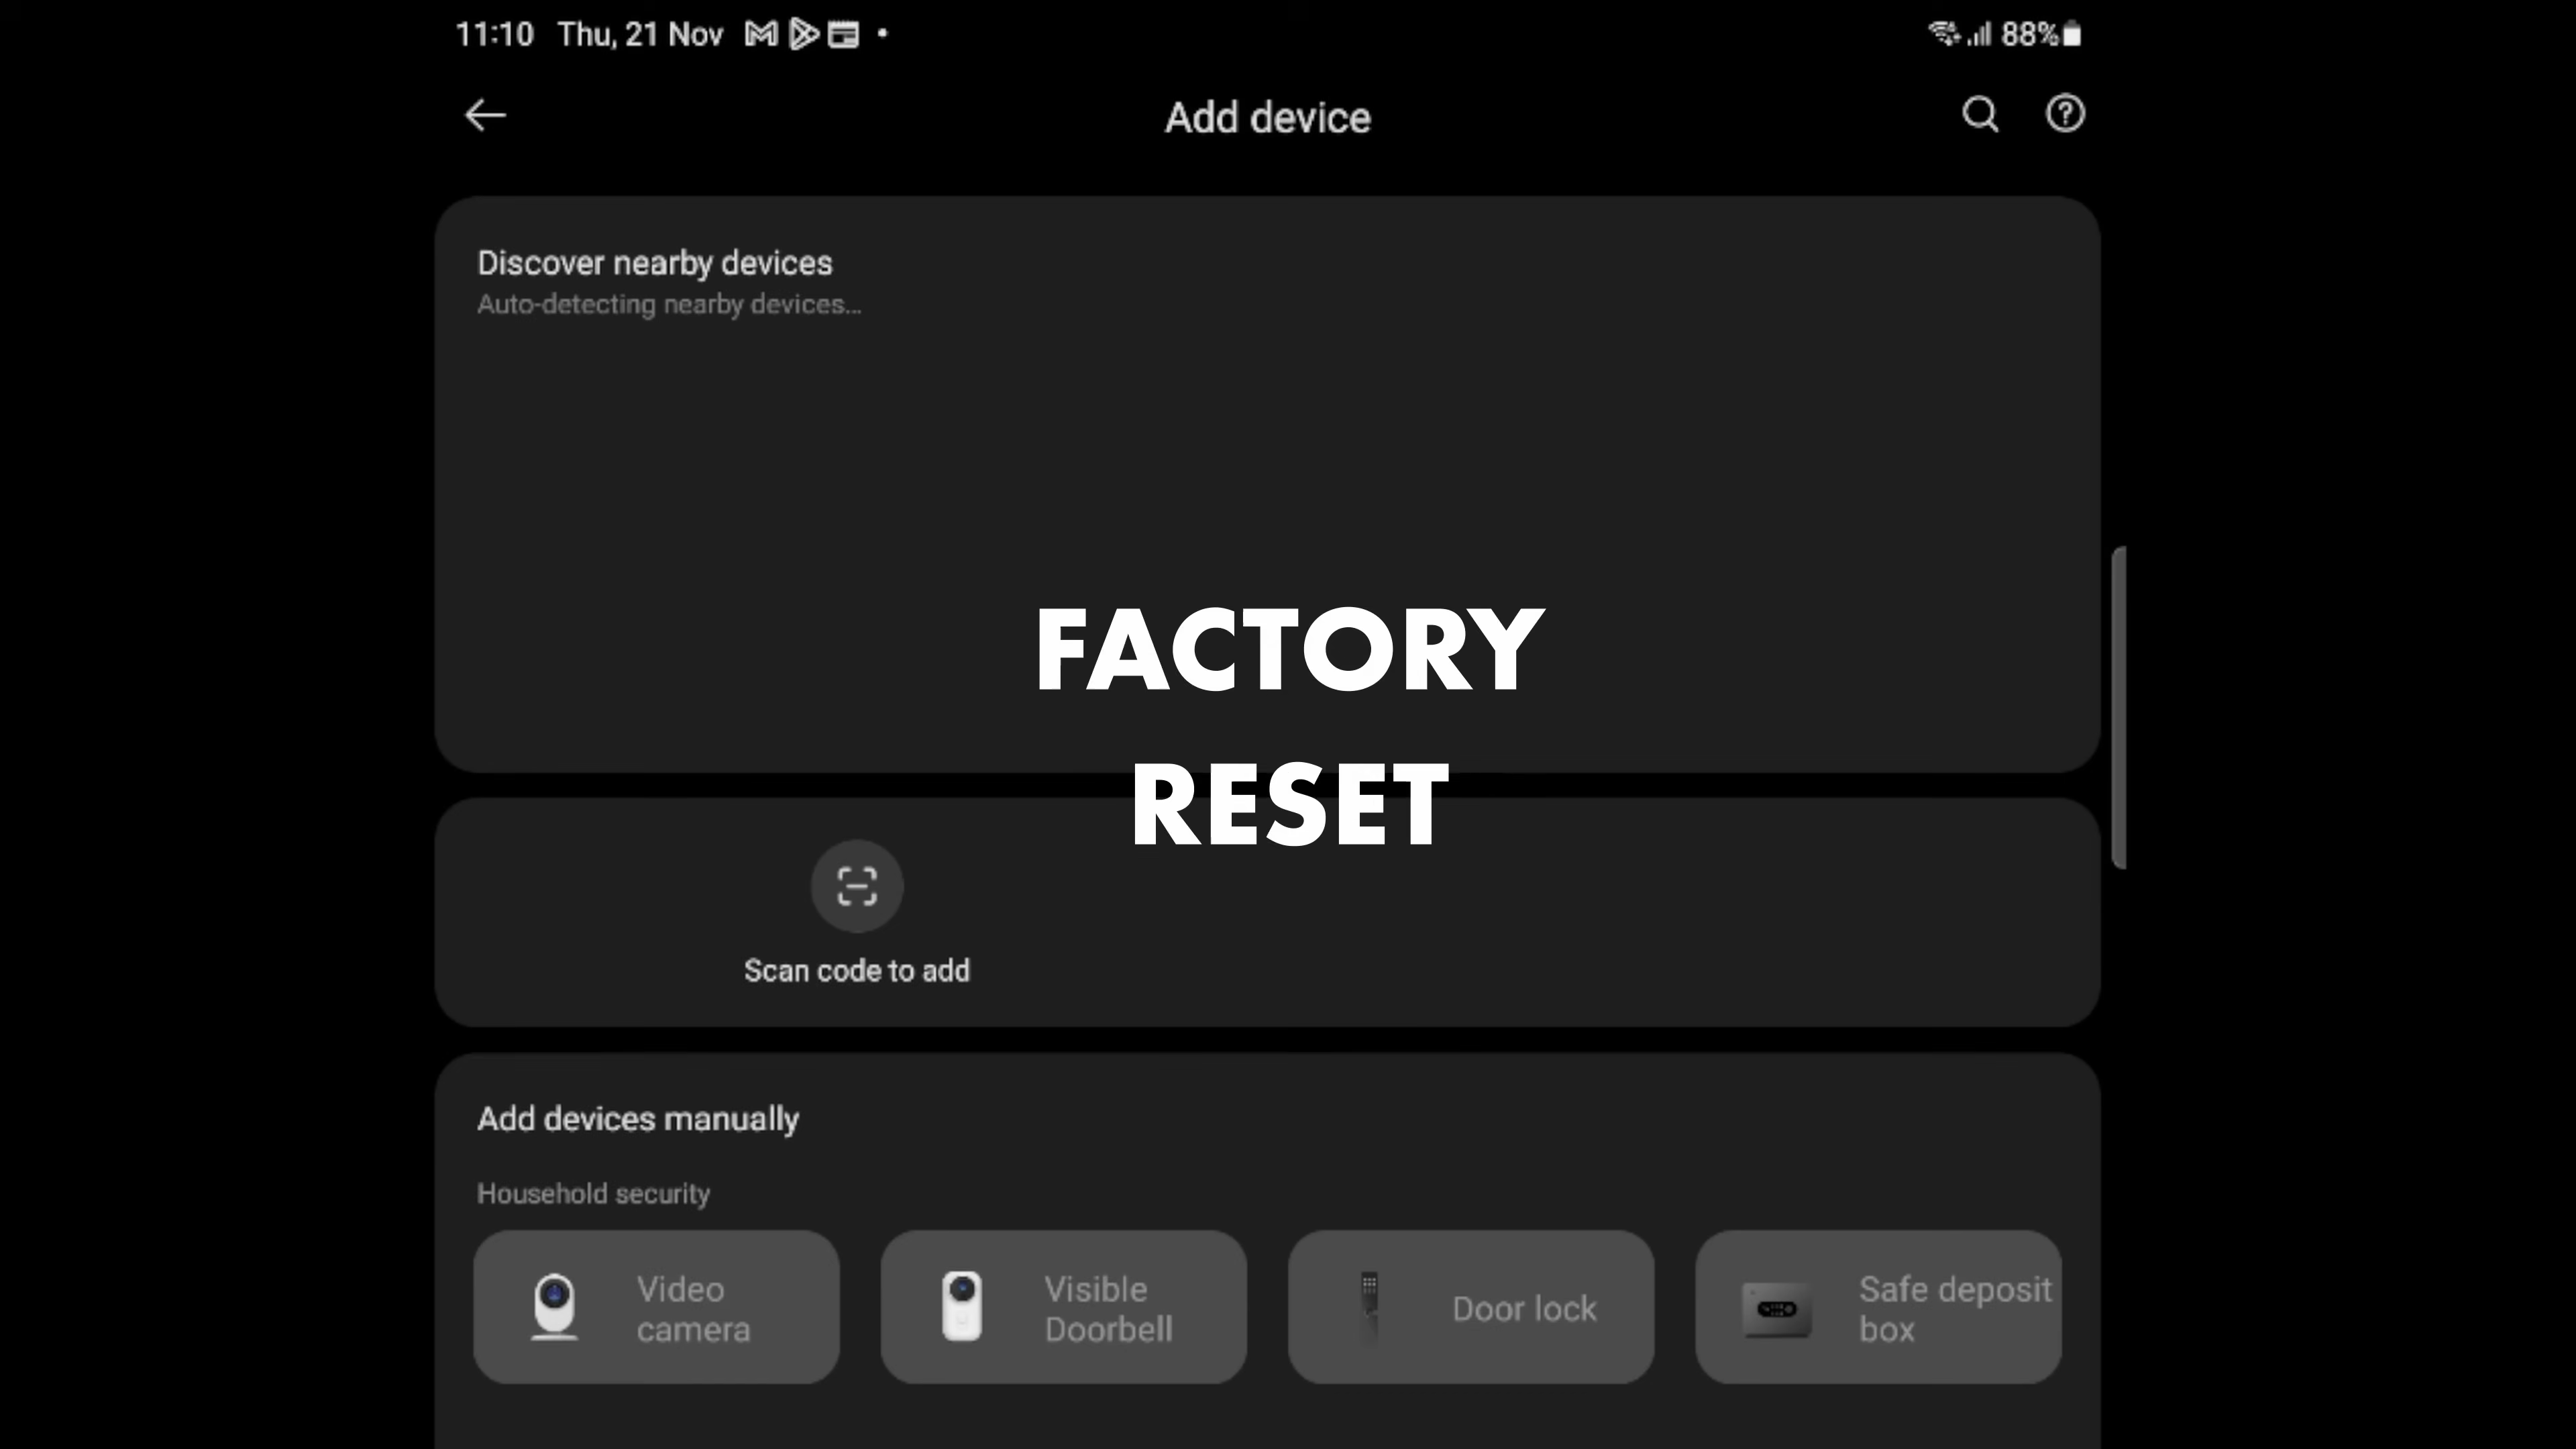 11:10 Thu, 21 Nov
88%
Add device
Discover nearby devices
Auto-detecting nearby devices...
FACTORY
RESET
Scan code to add
Add devices manually
Household security
Video
camera
Visible
Doorbell
Door lock
Safe deposit
box